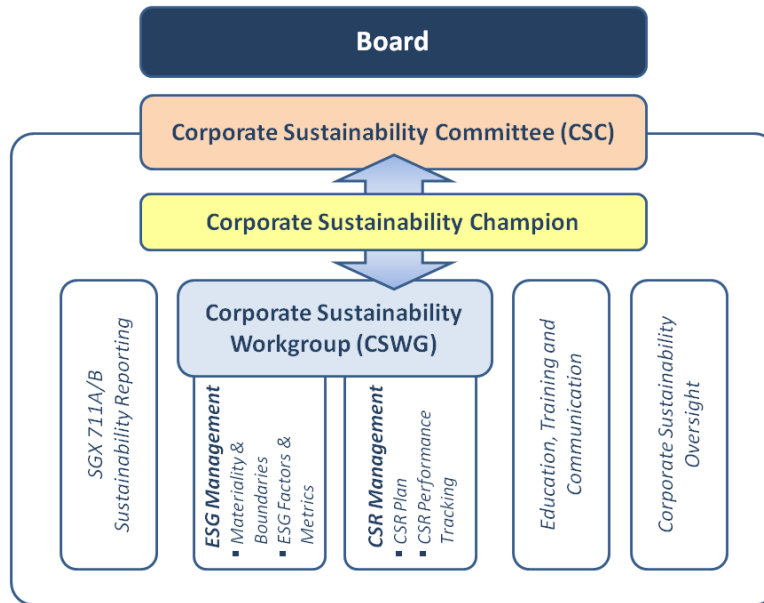 Board
Corporate Sustainability Committee (CSC)
Corporate Sustainability Champion
Corporate Sustainability
Workgroup (CSWG)
SGX 711A/B
Sustainability Reporting
ESG Management
▪ Materiality &
Boundaries
▪ ESG Factors &
Metrics
CSR Management
▪ CSR Plan
▪ CSR Performance
Tracking
Education, Training and
Communication
Corporate Sustainability
Oversight